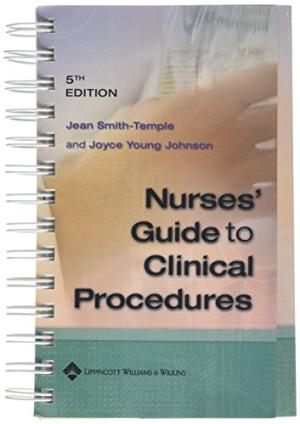 5TH
EDITION
Jean Smith-Temple
and Joyce Young Johnson
Nurses'
Guide to
Clinical
Procedures
LIPPINCOTT WILLIAMS & WILKINS